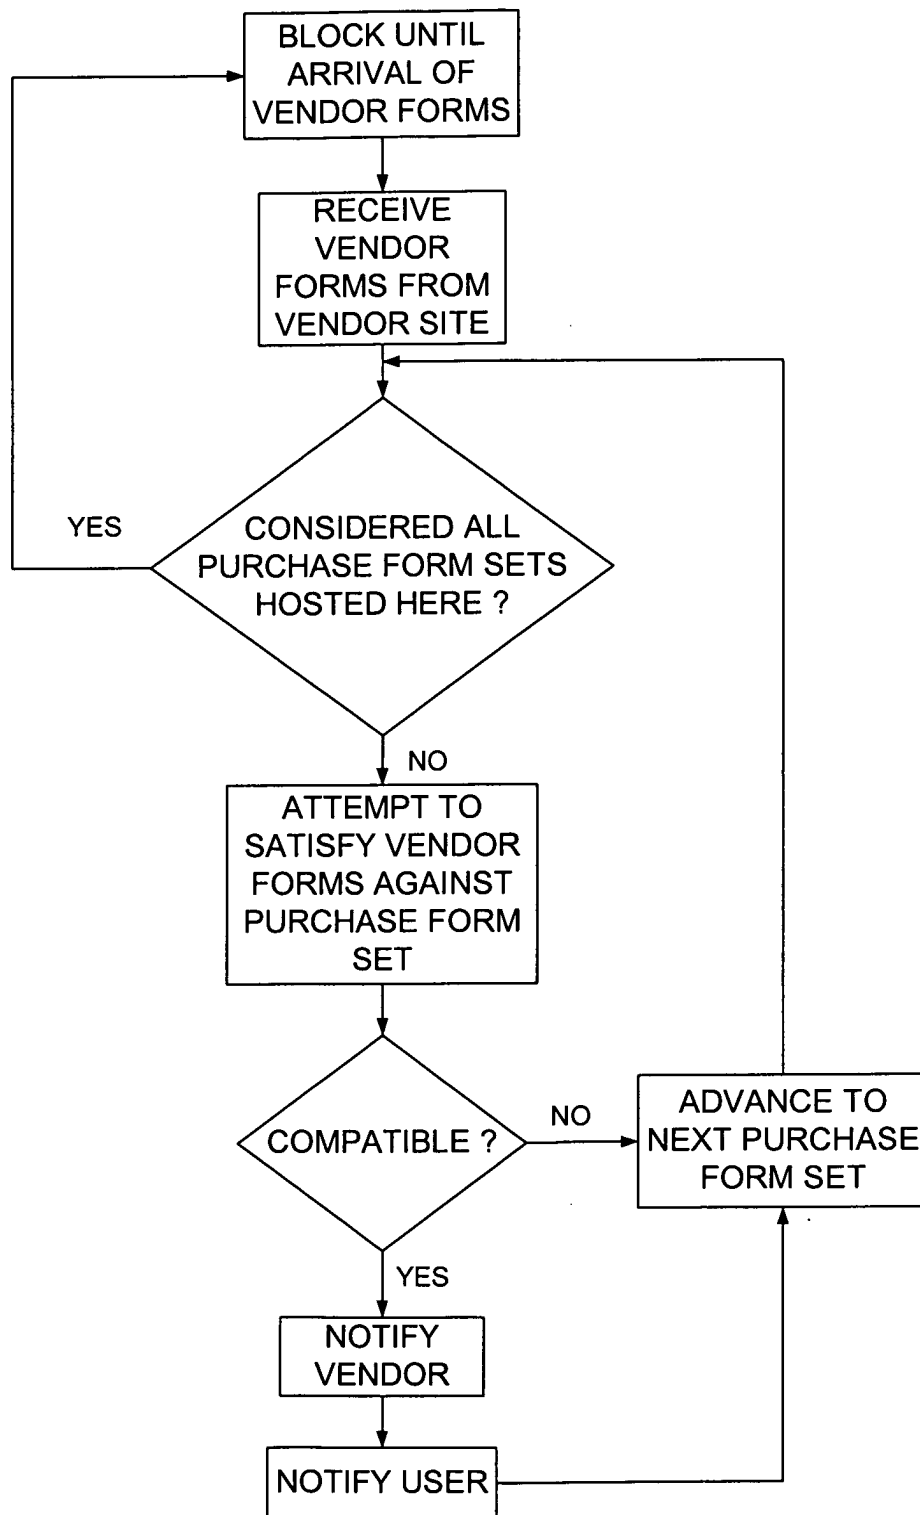 BLOCK UNTIL
ARRIVAL OF
VENDOR FORMS
RECEIVE
VENDOR
FORMS FROM
VENDOR SITE
YES
CONSIDERED ALL
PURCHASE FORM SETS
HOSTED HERE ?
NO
ATTEMPT TO
SATISFY VENDOR
FORMS AGAINST
PURCHASE FORM
SET
COMPATIBLE ?
NO
ADVANCE TO
NEXT PURCHASE
FORM SET
YES
NOTIFY
VENDOR
NOTIFY USER